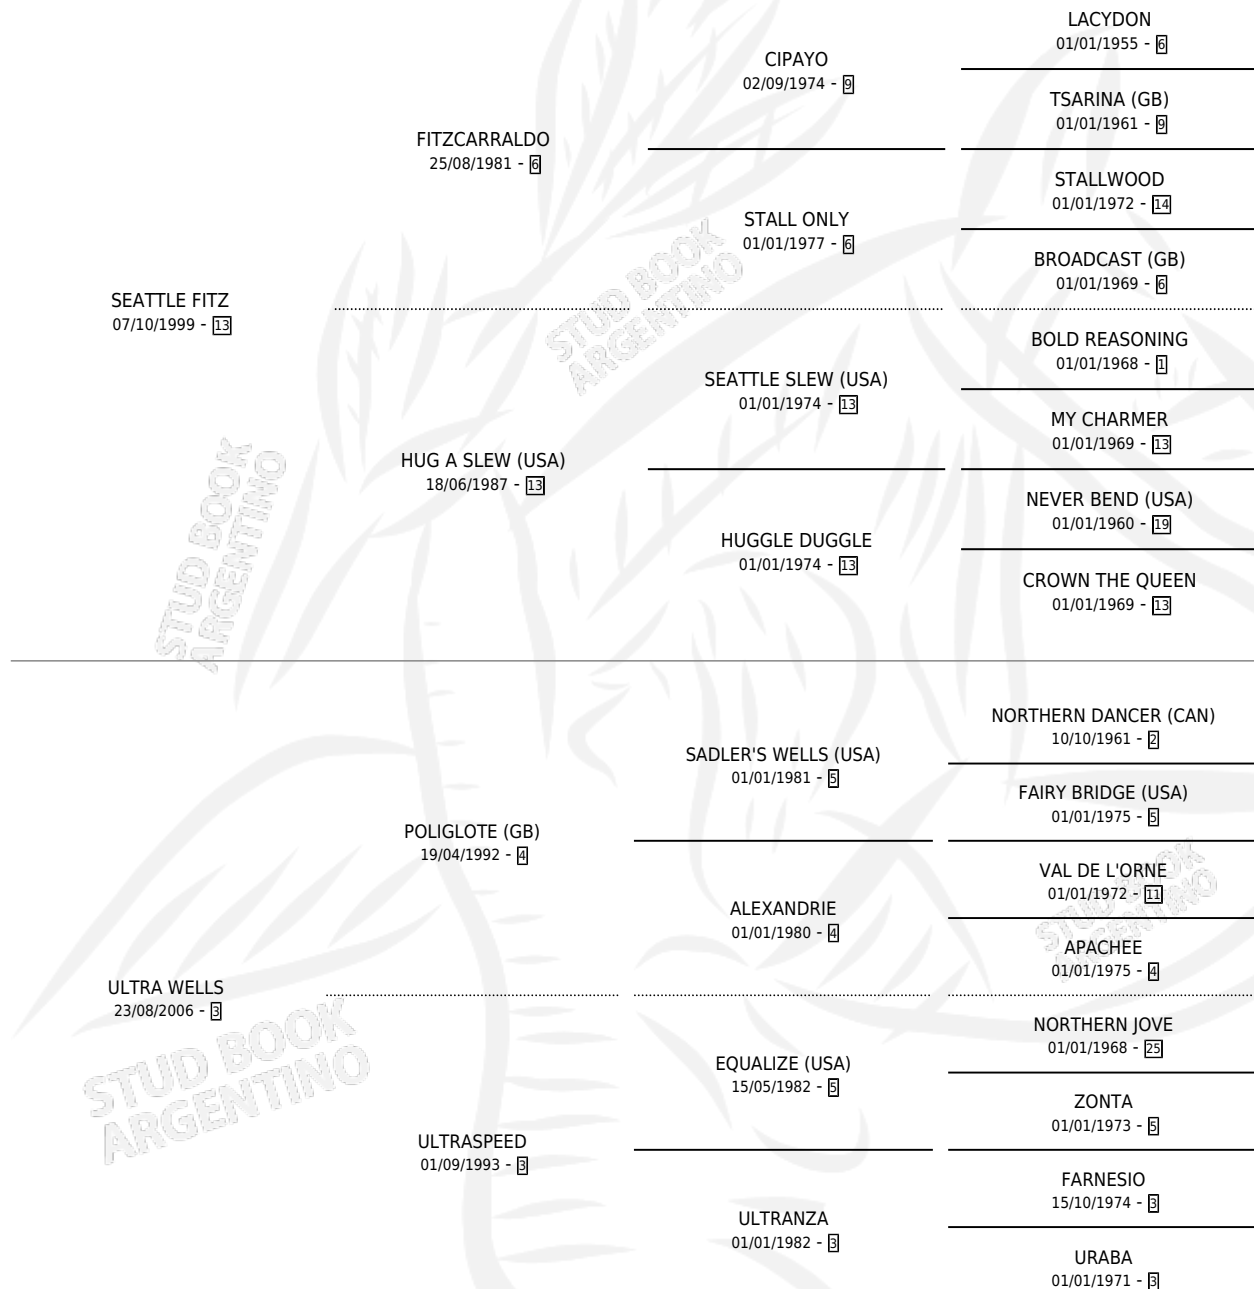 LACYDON
01/01/1955 - 6
CIPAYO
02/09/1974 - 9
TSARINA (GB)
01/01/1961 - 9
FITZCARRALDO
25/08/1981 - 6
STALLWOOD
01/01/1972 - 14
STALL ONLY
01/01/1977 - 6
BROADCAST (GB)
01/01/1969 - 6
SEATTLE FITZ
07/10/1999 - 13
BOLD REASONING
01/01/1968 - 1
SEATTLE SLEW (USA)
01/01/1974 - 13
MY CHARMER
01/01/1969 - 13
HUG A SLEW (USA)
18/06/1987 - 13
NEVER BEND (USA)
01/01/1960 - 19
HUGGLE DUGGLE
01/01/1974 - 13
CROWN THE QUEEN
01/01/1969 - 13
NORTHERN DANCER (CAN)
10/10/1961 - 2
SADLER'S WELLS (USA)
01/01/1981 - 5
FAIRY BRIDGE (USA)
01/01/1975 - 5
POLIGLOTE (GB)
19/04/1992 - 4
VAL DE L'ORNE
01/01/1972 - 11
ALEXANDRIE
01/01/1980 - 4
APACHEE
01/01/1975 - 4
ULTRA WELLS
23/08/2006 - 3
NORTHERN JOVE
01/01/1968 - 25
EQUALIZE (USA)
15/05/1982 - 5
ZONTA
01/01/1973 - 5
ULTRASPEED
01/09/1993 - 3
FARNESIO
15/10/1974 - 3
ULTRANZA
01/01/1982 - 3
URABA
01/01/1971 - 3
STUD BOOK
ARGENTINO
STUD BOOK
ARGENTINO
STUD BOOK
ARGENTINO
STUD BOOK
ARGENTINO